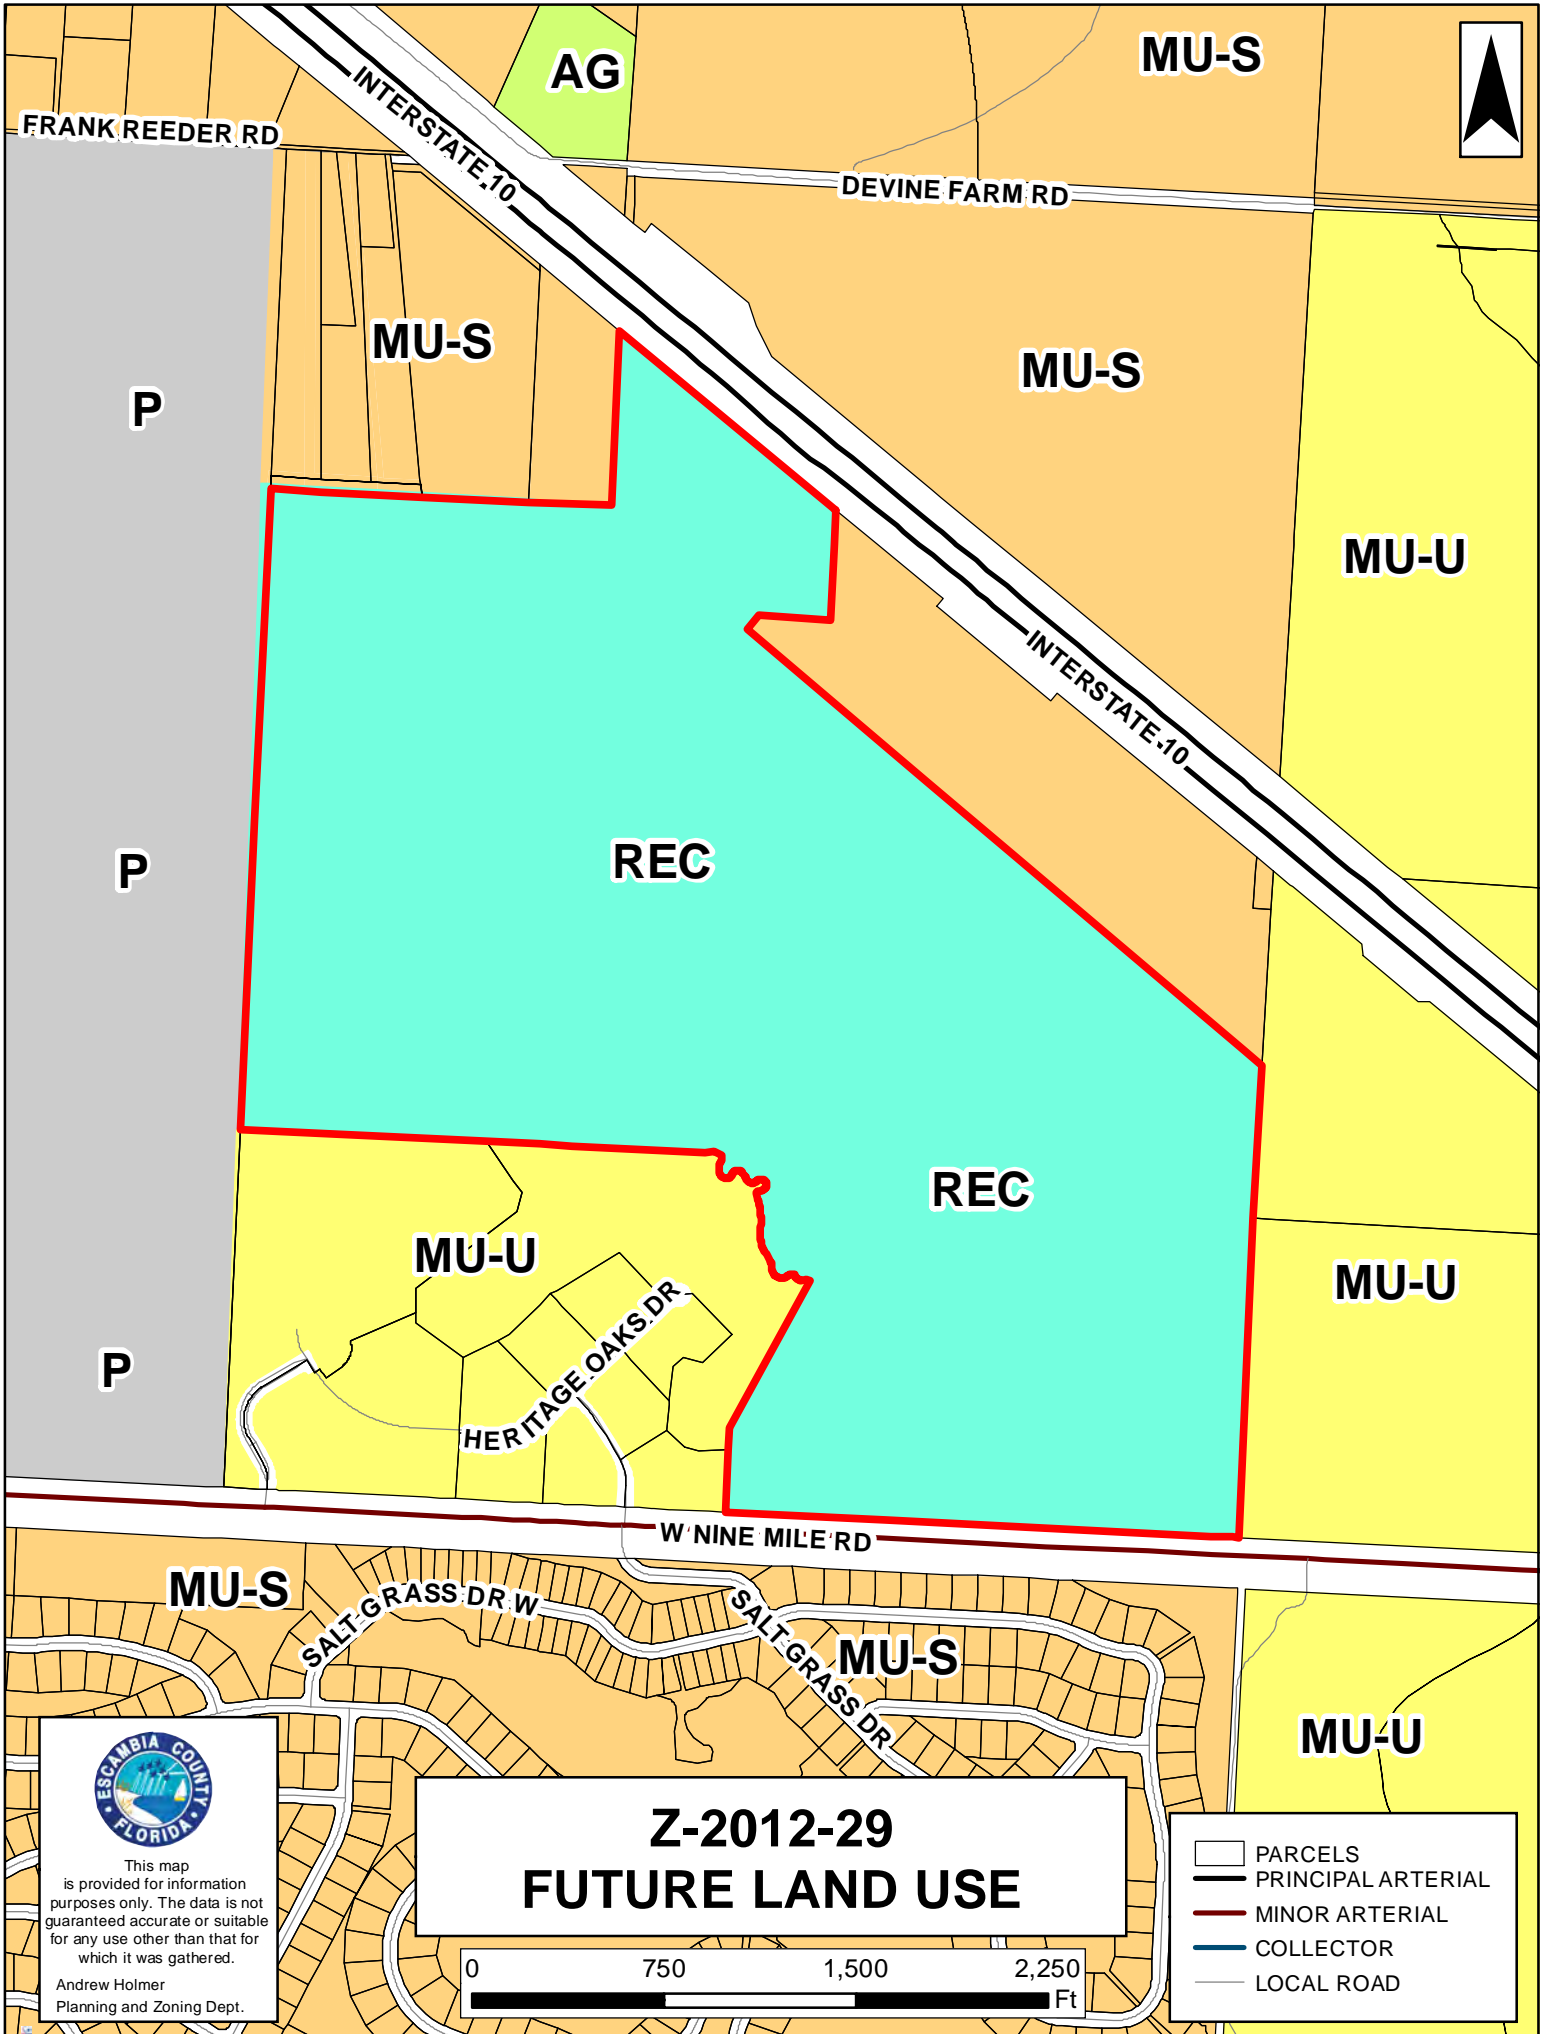 AG
MU-S
INTERSTATE 10
FRANK REEDER RD
DEVINE FARM RD
MU-S
MU-S
P
MU-U
INTERSTATE 10
REC
P
REC
MU-U
MU-U
HERITAGE OAKS DR
P
W NINE MILE RD
MU-S
SALT GRASS DR W
SALT GRASS DR
MU-S
MU-U
ESCAMBIA COUNTY
FLORIDA
This map
is provided for information
purposes only. The data is not
guaranteed accurate or suitable
for any use other than that for
which it was gathered.
Andrew Holmer
Planning and Zoning Dept.
Z-2012-29
FUTURE LAND USE
0 750 1,500 2,250
Ft
PARCELS
PRINCIPAL ARTERIAL
MINOR ARTERIAL
COLLECTOR
LOCAL ROAD